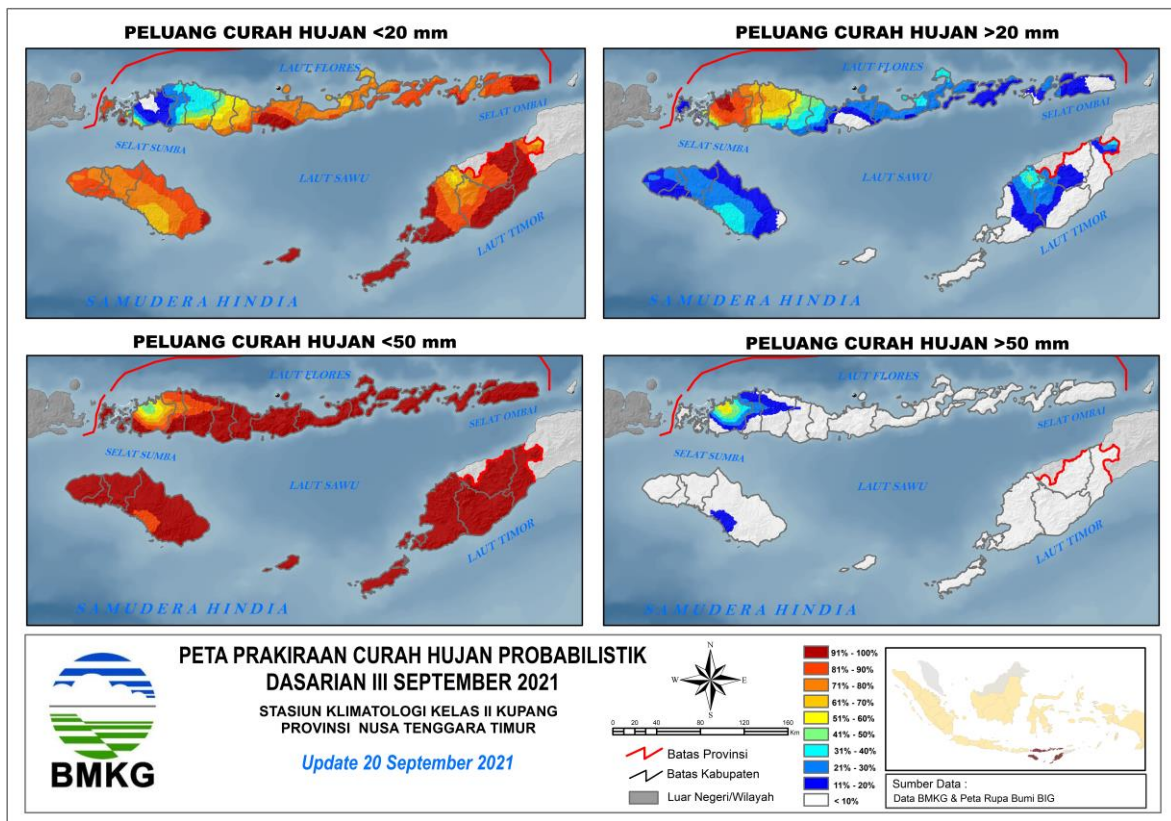 PELUANG CURAH HUJAN <20 mm
LAUT FLORES
SELAT OMBAI
SELAT SUMBA
LAUT SAWU
LAUT TIMOR
SAMUDERA HINDIA
PELUANG CURAH HUJAN >20 mm
LAUT FLORES
SELAT OMBAI
SELAT SUMBA
LAUT SAWU
LAUT TIMOR
SAMUDERA HINDIA
PELUANG CURAH HUJAN <50 mm
LAUT FLORES
SELAT OMBAI
SELAT SUMBA
LAUT SAWU
LAUT TIMOR
SAMUDERA HINDIA
PELUANG CURAH HUJAN >50 mm
LAUT FLORES
SELAT OMBAI
SELAT SUMBA
LAUT SAWU
LAUT TIMOR
SAMUDERA HINDIA
BMKG
PETA PRAKIRAAN CURAH HUJAN PROBABILISTIK
DASARIAN III SEPTEMBER 2021
STASIUN KLIMATOLOGI KELAS II KUPANG
PROVINSI NUSA TENGGARA TIMUR
Update 20 September 2021
N
W E
S
0 20 40 80 120 160
Km
Batas Provinsi
Batas Kabupaten
Luar Negeri/Wilayah
91% - 100%
81% - 90%
71% - 80%
61% - 70%
51% - 60%
41% - 50%
31% - 40%
21% - 30%
11% - 20%
< 10%
Sumber Data :
Data BMKG & Peta Rupa Bumi BIG